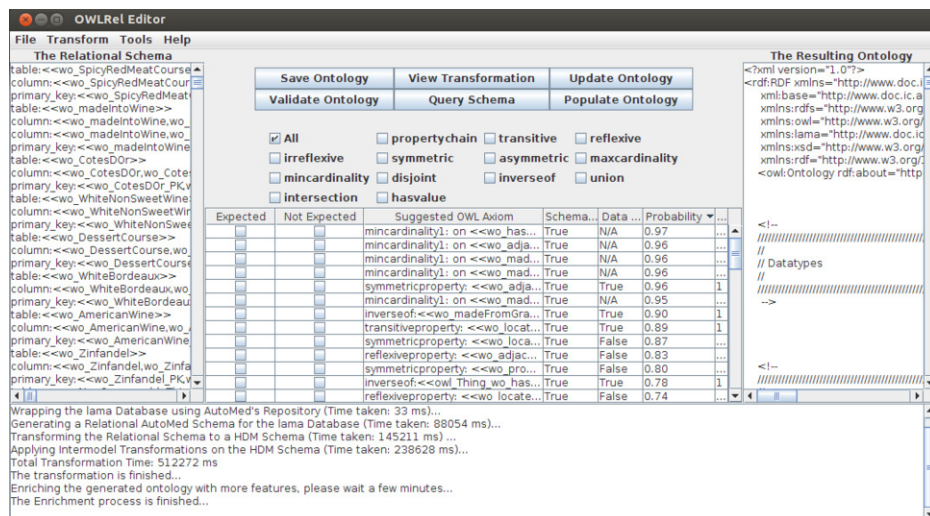 OWLRel Editor
File Transform Tools Help
The Relational Schema
table:<<wo_SpicyRedMeatCourse
column:<<wo_SpicyRedMeatCour
primary_key:<<wo_SpicyRedMeat
table:<<wo_madeIntoWine>>
column:<<wo_madeIntoWine,wo_
column:<<wo_madeIntoWine,wo_
primary_key:<<wo_madeIntoWine
table:<<wo_CotesDOr>>
column:<<wo_CotesDOr,wo_Cote
primary_key:<<wo_CotesDOr_PK,w
table:<<wo_WhiteNonSweetWine
column:<<wo_WhiteNonSweetWir
primary_key:<<wo_WhiteNonSwee
table:<<wo_DessertCourse>>
column:<<wo_DessertCourse,wo_
primary_key:<<wo_DessertCourse
table:<<wo_WhiteBordeaux>>
column:<<wo_WhiteBordeaux,wo_
primary_key:<<wo_WhiteBordeau
table:<<wo_AmericanWine>>
column:<<wo_AmericanWine,wo_
primary_key:<<wo_AmericanWine
table:<<wo_Zinfandel>>
column:<<wo_Zinfandel,wo_Zinfa
primary_key:<<wo_Zinfandel_PK,w
Save Ontology View Transformation Update Ontology
Validate Ontology Query Schema Populate Ontology
All propertychain transitive reflexive
irreflexive symmetric asymmetric maxcardinality
mincardinality disjoint inverseof union
intersection hasvalue
Expected Not Expected Suggested OWL Axiom Schema... Data ... Probability ...
mincardinality1: on <<wo_has... True N/A 0.97 ...
mincardinality1: on <<wo_adja... True N/A 0.96 ...
mincardinality1: on <<wo_mad... True N/A 0.96 ...
mincardinality1: on <<wo_mad... True N/A 0.96 ...
symmetricproperty: <<wo_adja... True True 0.96 1
mincardinality1: on <<wo_mad... True N/A 0.95 ...
inverseof:<<wo_madeFromGra... True True 0.90 1
transitiveproperty: <<wo_locat... True True 0.89 1
symmetricproperty: <<wo_loca... True False 0.87 ...
reflexiveproperty: <<wo_adjac... True False 0.83 ...
symmetricproperty: <<wo_pro... True False 0.80 ...
inverseof:<<owl_Thing_wo_has... True True 0.78 1
reflexiveproperty: <<wo_locate... True False 0.74 ...
The Resulting Ontology
<?xml version="1.0"?>
<rdf:RDF xmlns="http://www.doc.i
xml:base="http://www.doc.ic.a
xmlns:rdfs="http://www.w3.org/
xmlns:owl="http://www.w3.org/
xmlns:lama="http://www.doc.ic
xmlns:xsd="http://www.w3.org/
xmlns:rdf="http://www.w3.org/
<owl:Ontology rdf:about="http
<!--
//
// Datatypes
//
-->
<!--
Wrapping the lama Database using AutoMed's Repository (Time taken: 33 ms)...
Generating a Relational AutoMed Schema for the lama Database (Time taken: 88054 ms)...
Transforming the Relational Schema to a HDM Schema (Time taken: 145211 ms) ...
Applying Intermodel Transformations on the HDM Schema (Time taken: 238628 ms)...
Total Transformation Time: 512272 ms
The transformation is finished...
Enriching the generated ontology with more features, please wait a few minutes...
The Enrichment process is finished...